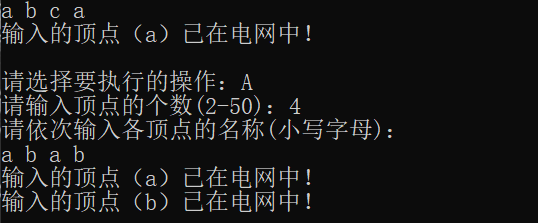 a b c a
输入的顶点（a）已在电网中！
请选择要执行的操作：A
请输入顶点的个数(2-50)：4
请依次输入各顶点的名称(小写字母)：
a b a b
输入的顶点（a）已在电网中！
输入的顶点（b）已在电网中！